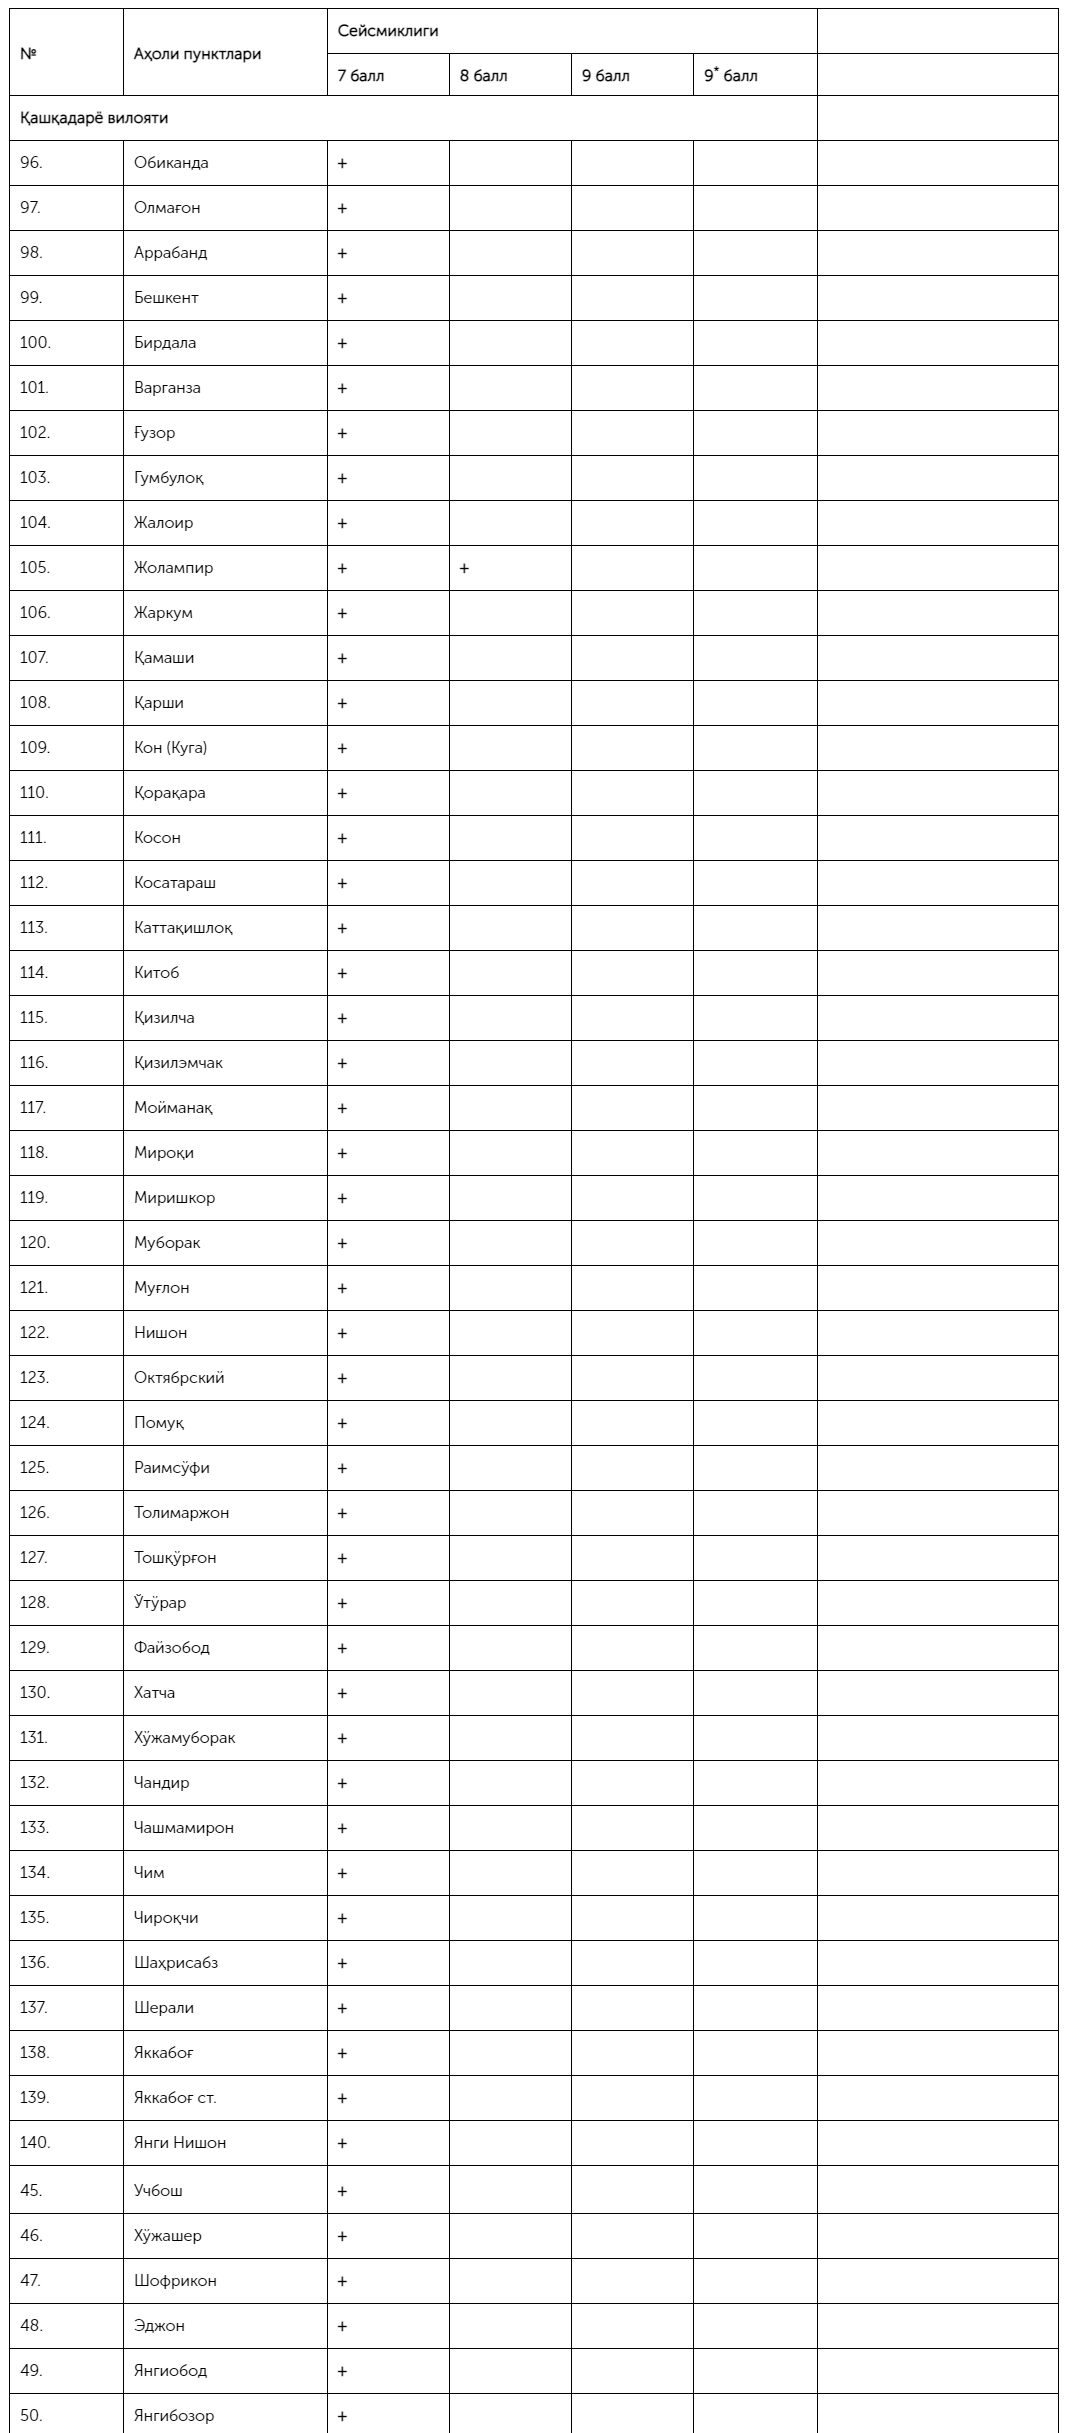 № Аҳоли пунктлари Сейсмиклиги
7 балл 8 балл 9 балл 9* балл
Қашқадарё вилояти
96. Обиканда +
97. Олмағон +
98. Аррабанд +
99. Бешкент +
100. Бирдала +
101. Варганза +
102. Ғузор +
103. Гумбулоқ +
104. Жалоир +
105. Жолампир + +
106. Жаркум +
107. Қамаши +
108. Қарши +
109. Кон (Куга) +
110. Қорақара +
111. Косон +
112. Косатараш +
113. Каттақишлоқ +
114. Китоб +
115. Қизилча +
116. Қизилэмчак +
117. Мойманақ +
118. Мироқи +
119. Миришкор +
120. Муборак +
121. Муғлон +
122. Нишон +
123. Октябрский +
124. Помуқ +
125. Раимсўфи +
126. Толимаржон +
127. Тошқўрғон +
128. Ўтўрар +
129. Файзобод +
130. Хатча +
131. Хўжамуборак +
132. Чандир +
133. Чашмамирон +
134. Чим +
135. Чироқчи +
136. Шаҳрисабз +
137. Шерали +
138. Яккабоғ +
139. Яккабоғ ст. +
140. Янги Нишон +
45. Учбош +
46. Хўжашер +
47. Шофрикон +
48. Эджон +
49. Янгиобод +
50. Янгибозор +